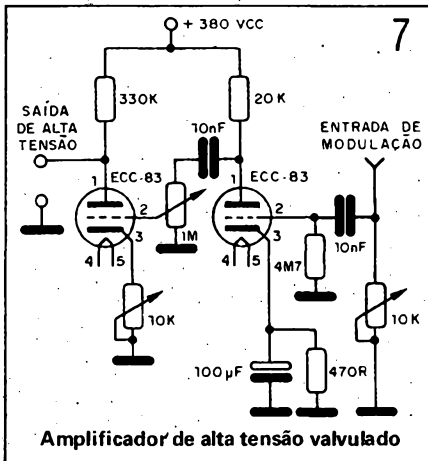 7
+ 380 VCC
330K
20K
SAÍDA
DE ALTA
TENSÃO
10nF
ENTRADA DE
MODULAÇÃO
1
ECC-83
1
ECC-83
2
3
4 5
1M
2
3
4 5
4M7
10nF
10K
10K
100µF
470R
Amplificador de alta tensão valvulado